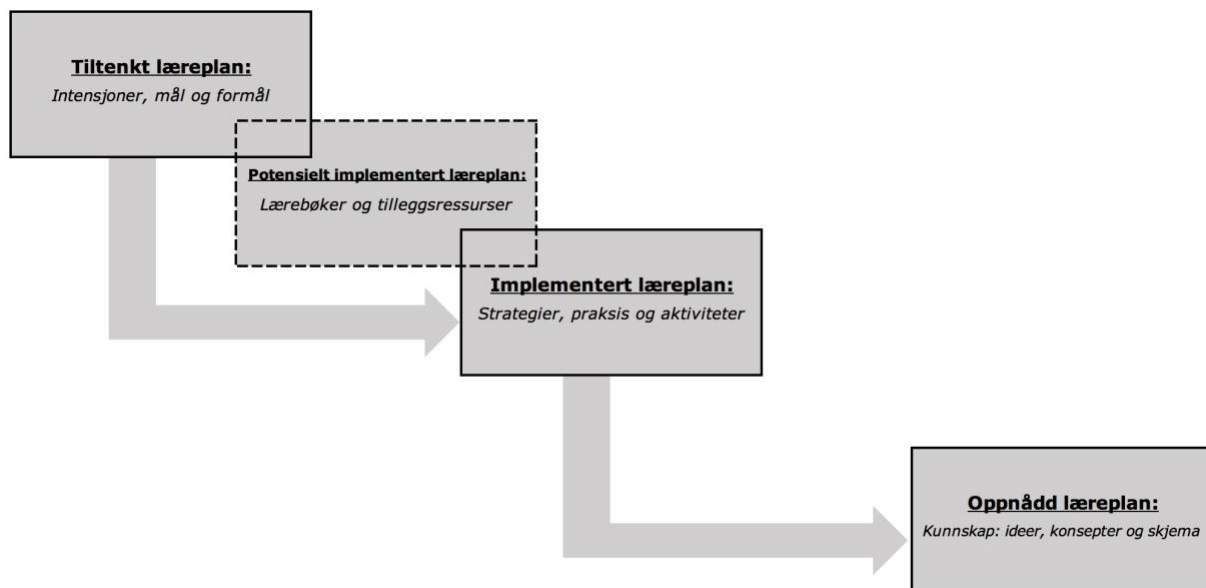 Tiltenkt læreplan:
Intensjoner, mål og formål
Potensielt implementert læreplan:
Lærebøker og tilleggsressurser
Implementert læreplan:
Strategier, praksis og aktiviteter
Oppnådd læreplan:
Kunnskap: ideer, konsepter og skjema